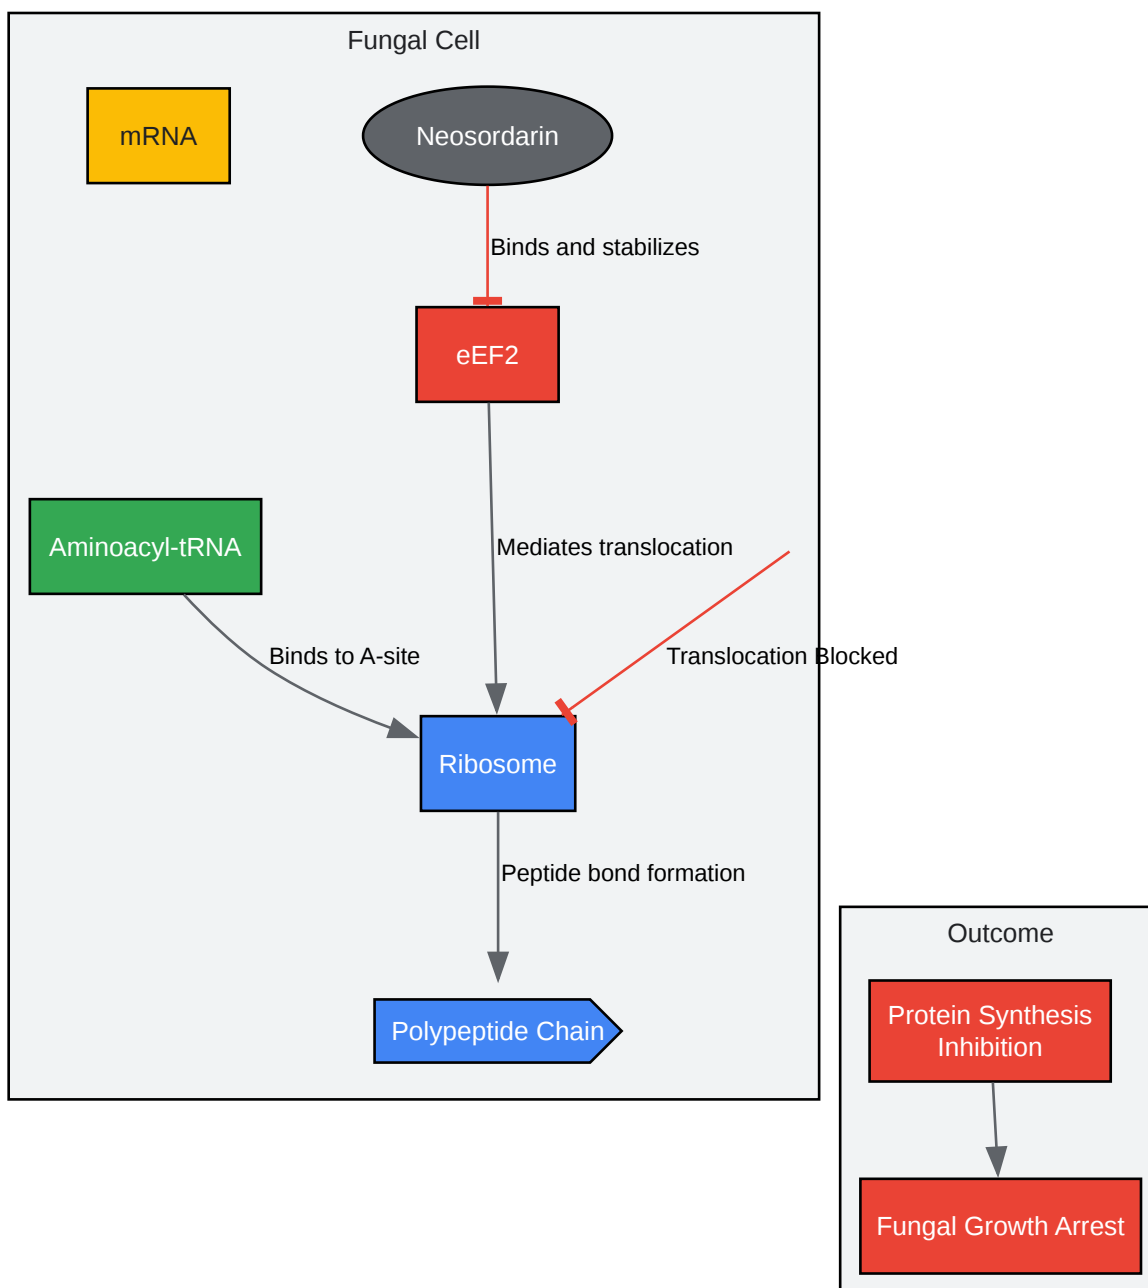 Fungal Cell
mRNA
Neosordarin
Binds and stabilizes
eEF2
Aminoacyl-tRNA
Mediates translocation
Binds to A-site
Translocation Blocked
Ribosome
Peptide bond formation
Polypeptide Chain
Outcome
Protein Synthesis
Inhibition
Fungal Growth Arrest